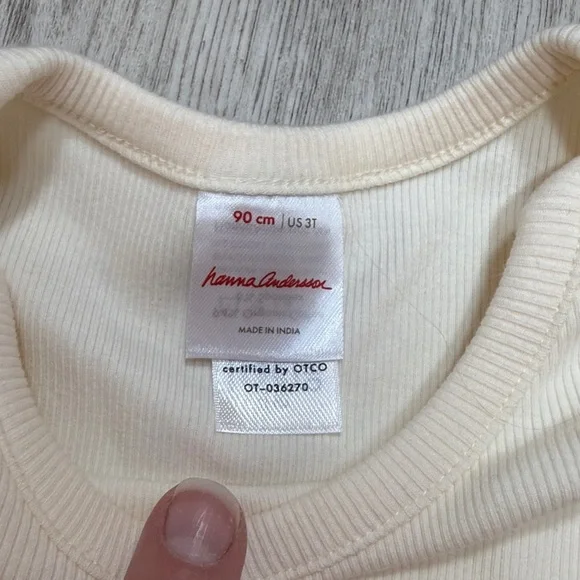 90 cm | US 3T
hanna andersson
MADE IN INDIA
certified by OTCO
OT-036270